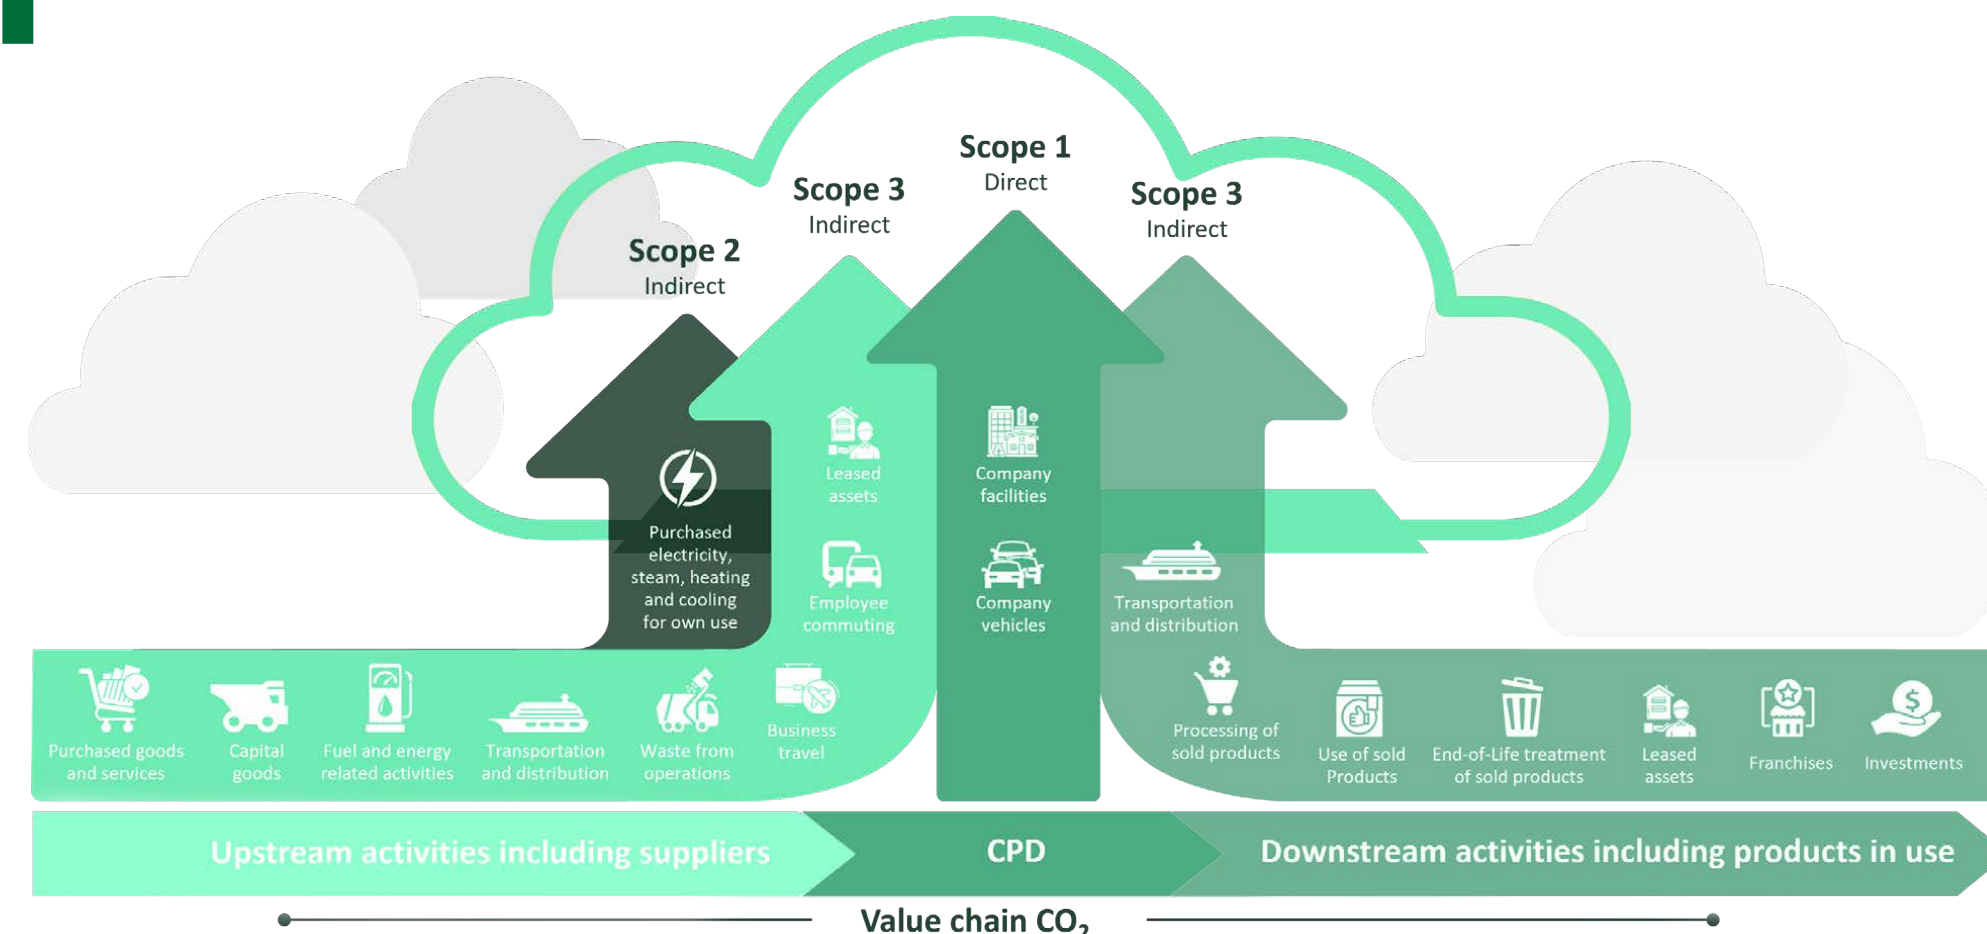 Scope 1
Direct
Scope 3
Indirect
Scope 3
Indirect
Scope 2
Indirect
Purchased
electricity,
steam, heating
and cooling
for own use
Leased
assets
Employee
commuting
Company
facilities
Company
vehicles
Transportation
and distribution
Purchased goods
and services
Capital
goods
Fuel and energy
related activities
Transportation
and distribution
Waste from
operations
Business
travel
Processing of
sold products
Use of sold
Products
End-of-Life treatment
of sold products
Leased
assets
Franchises
Investments
Upstream activities including suppliers
CPD
Downstream activities including products in use
Value chain CO₂